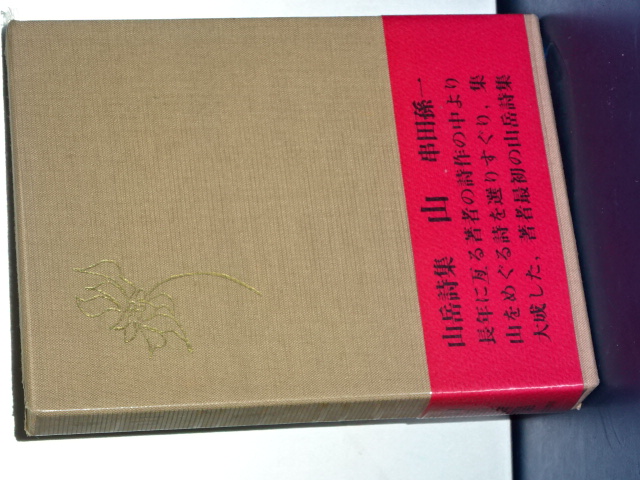 山岳詩集 山 串田孫一
長年に亙る著者の詩作の中より
山をめぐる詩を選りすぐり、集
大成した、著者最初の山岳詩集